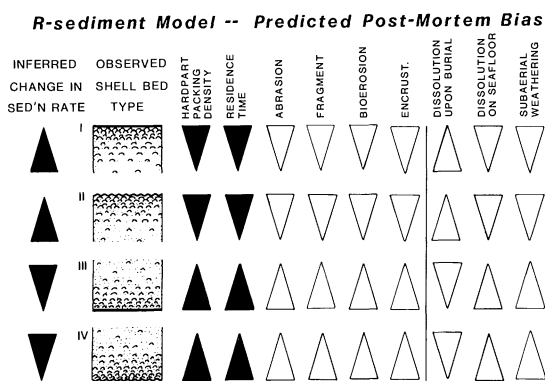 R-sediment Model -- Predicted Post-Mortem Bias
INFERRED
CHANGE IN
SED'N RATE
OBSERVED
SHELL BED
TYPE
HARDPART
PACKING
DENSITY
RESIDENCE
TIME
ABRASION
FRAGMENT
BIOEROSION
ENCRUST.
DISSOLUTION
UPON BURIAL
DISSOLUTION
ON SEAFLOOR
SUBAERIAL
WEATHERING
I
II
III
IV